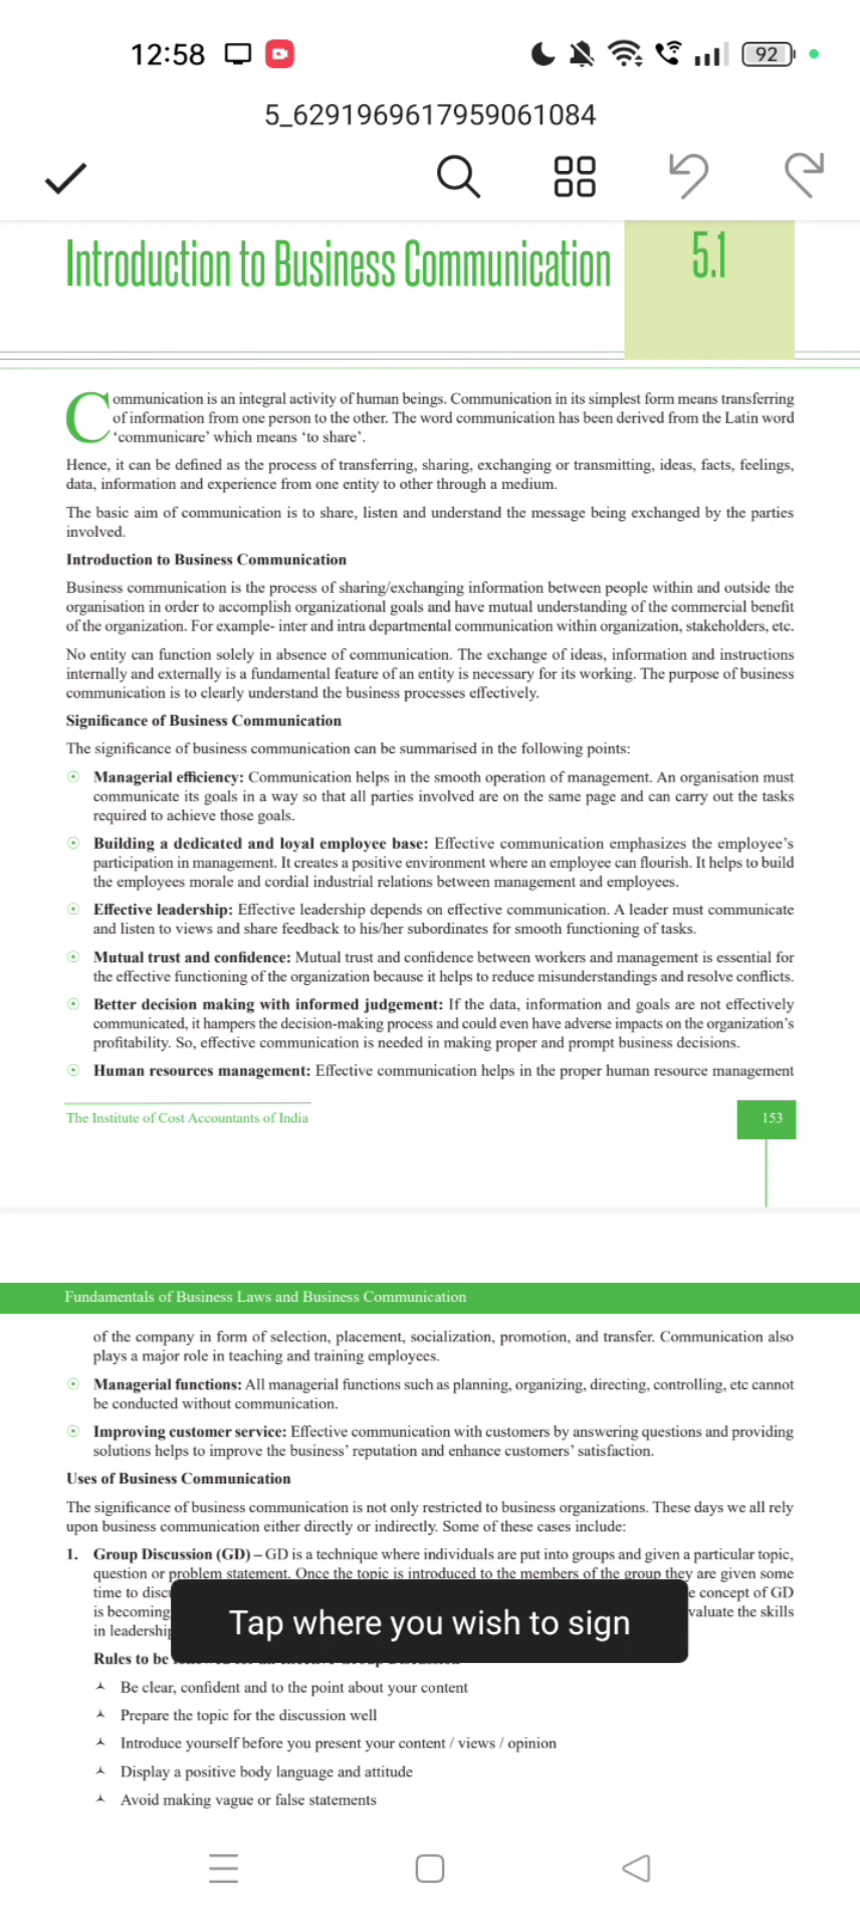 12:58
92
5_6291969617959061084
Introduction to Business Communication
5.1
Communication is an integral activity of human beings. Communication in its simplest form means transferring
of information from one person to the other. The word communication has been derived from the Latin word
‘communicare’ which means ‘to share’.
Hence, it can be defined as the process of transferring, sharing, exchanging or transmitting, ideas, facts, feelings,
data, information and experience from one entity to other through a medium.
The basic aim of communication is to share, listen and understand the message being exchanged by the parties
involved.
Introduction to Business Communication
Business communication is the process of sharing/exchanging information between people within and outside the
organisation in order to accomplish organizational goals and have mutual understanding of the commercial benefit
of the organization. For example- inter and intra departmental communication within organization, stakeholders, etc.
No entity can function solely in absence of communication. The exchange of ideas, information and instructions
internally and externally is a fundamental feature of an entity is necessary for its working. The purpose of business
communication is to clearly understand the business processes effectively.
Significance of Business Communication
The significance of business communication can be summarised in the following points:
Managerial efficiency: Communication helps in the smooth operation of management. An organisation must
communicate its goals in a way so that all parties involved are on the same page and can carry out the tasks
required to achieve those goals.
Building a dedicated and loyal employee base: Effective communication emphasizes the employee’s
participation in management. It creates a positive environment where an employee can flourish. It helps to build
the employees morale and cordial industrial relations between management and employees.
Effective leadership: Effective leadership depends on effective communication. A leader must communicate
and listen to views and share feedback to his/her subordinates for smooth functioning of tasks.
Mutual trust and confidence: Mutual trust and confidence between workers and management is essential for
the effective functioning of the organization because it helps to reduce misunderstandings and resolve conflicts.
Better decision making with informed judgement: If the data, information and goals are not effectively
communicated, it hampers the decision-making process and could even have adverse impacts on the organization’s
profitability. So, effective communication is needed in making proper and prompt business decisions.
Human resources management: Effective communication helps in the proper human resource management
The Institute of Cost Accountants of India
153
Fundamentals of Business Laws and Business Communication
of the company in form of selection, placement, socialization, promotion, and transfer. Communication also
plays a major role in teaching and training employees.
Managerial functions: All managerial functions such as planning, organizing, directing, controlling, etc cannot
be conducted without communication.
Improving customer service: Effective communication with customers by answering questions and providing
solutions helps to improve the business’ reputation and enhance customers’ satisfaction.
Uses of Business Communication
The significance of business communication is not only restricted to business organizations. These days we all rely
upon business communication either directly or indirectly. Some of these cases include:
1. Group Discussion (GD) – GD is a technique where individuals are put into groups and given a particular topic,
question or problem statement. Once the topic is introduced to the members of the group they are given some
time to concept of GD
is becoming the skills
in
Tap where you wish to sign
Rules to be
Be clear, confident and to the point about your content
Prepare the topic for the discussion well
Introduce yourself before you present your content / views / opinion
Display a positive body language and attitude
Avoid making vague or false statements